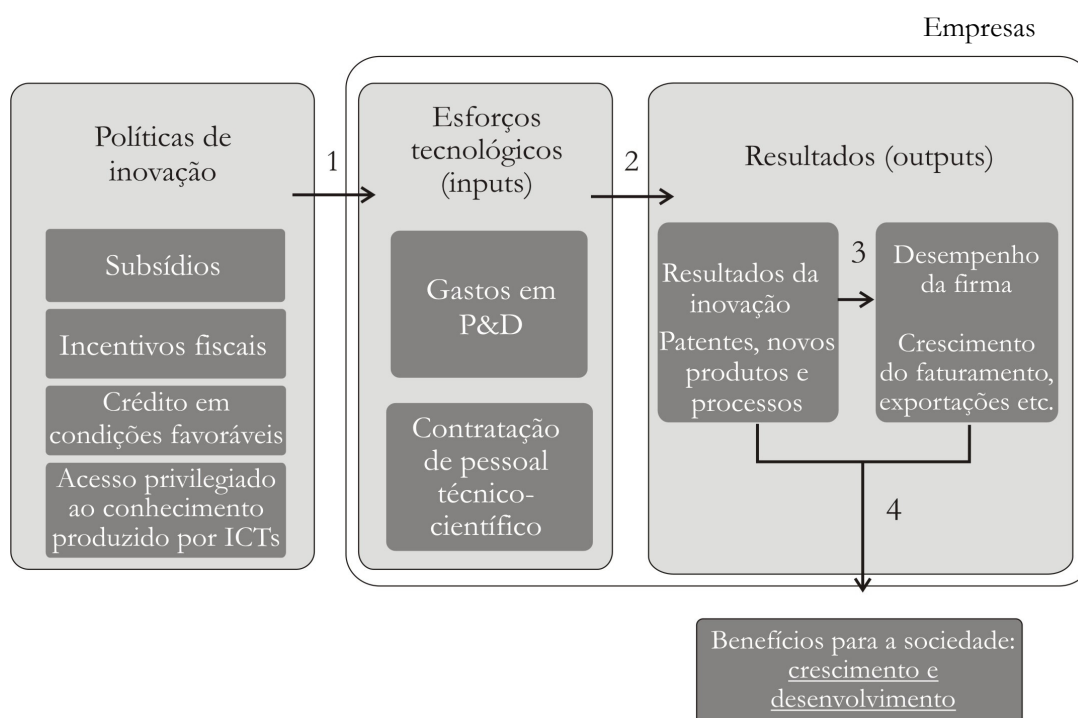 Empresas
Políticas de
inovação
Subsídios
Incentivos fiscais
Crédito em
condições favoráveis
Acesso privilegiado
ao conhecimento
produzido por ICTs
1
Esforços
tecnológicos
(inputs)
Gastos em
P&D
Contratação
de pessoal
técnico-
científico
2
Resultados (outputs)
Resultados da
inovação
Patentes, novos
produtos e
processos
3
Desempenho
da firma
Crescimento
do faturamento,
exportações etc.
4
Benefícios para a sociedade:
crescimento e
desenvolvimento